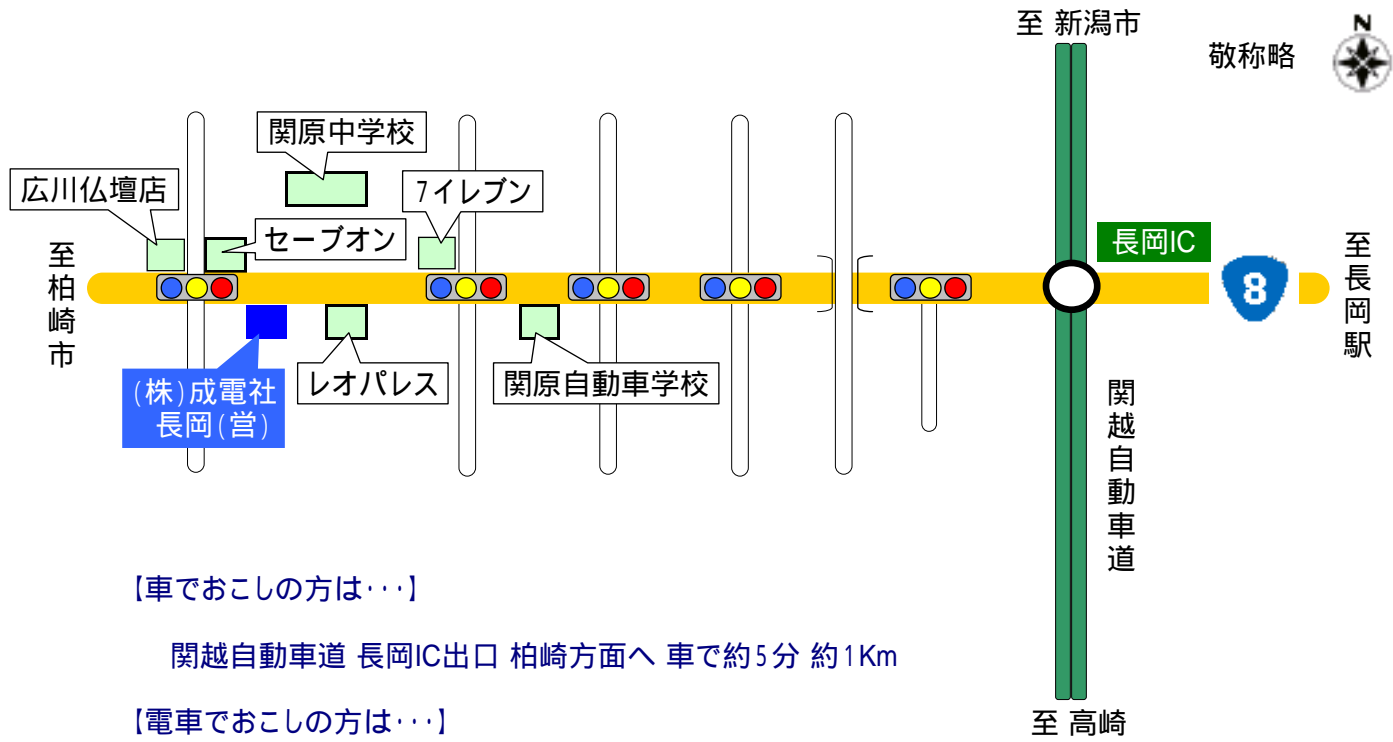 至 新潟市
敬称略
N
関原中学校
広川仏壇店
7イレブン
セーブオン
長岡IC
至柏崎市
8
至長岡駅
(株)成電社
長岡(営)
レオパレス
関原自動車学校
関越自動車道
【車でおこしの方は･･･】
関越自動車道 長岡IC出口 柏崎方面へ 車で約5分 約1Km
【電車でおこしの方は･･･】
至 高崎